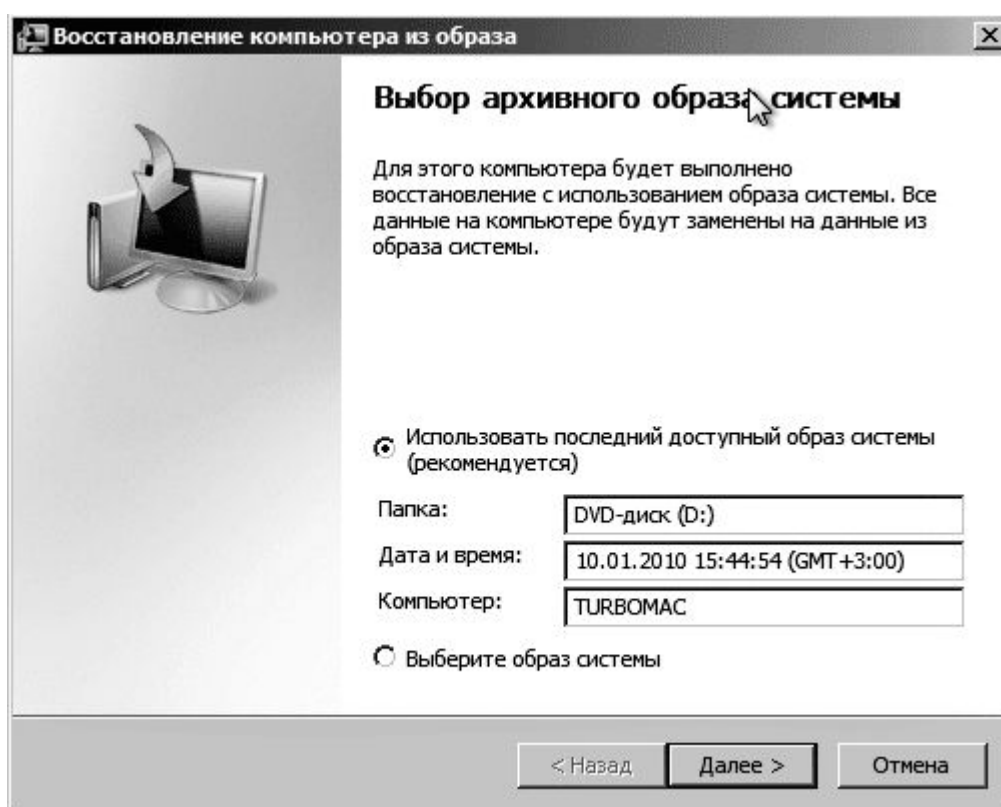 Восстановление компьютера из образа
Выбор архивного образа системы
Для этого компьютера будет выполнено
восстановление с использованием образа системы. Все
данные на компьютере будут заменены на данные из
образа системы.
Использовать последний доступный образ системы
(рекомендуется)
Папка: DVD-диск (D:)
Дата и время: 10.01.2010 15:44:54 (GMT+3:00)
Компьютер: TURBOMAC
Выберите образ системы
< Назад Далее > Отмена